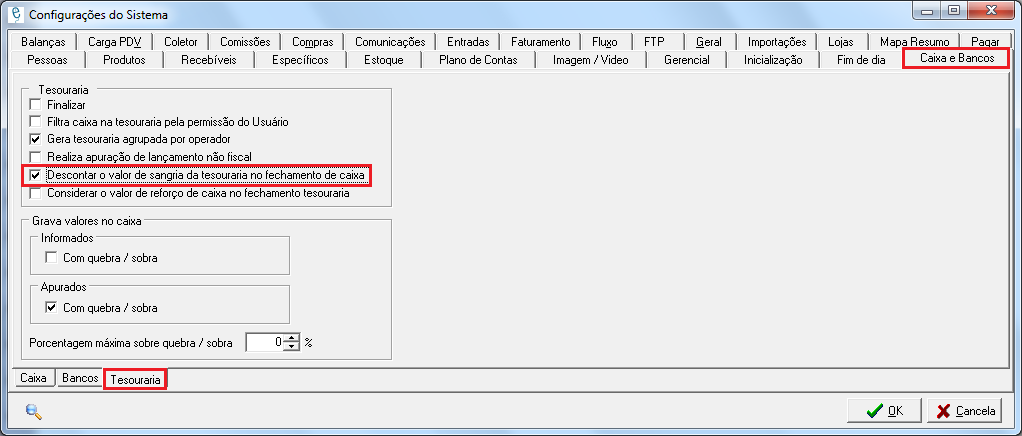 Configurações do Sistema
Balanças Carga PDV Coletor Comissões Compras Comunicações Entradas Faturamento Fluxo FTP Geral Importações Lojas Mapa Resumo Pagar
Pessoas Produtos Recebíveis Específicos Estoque Plano de Contas Imagem / Video Gerencial Inicialização Fim de dia Caixa e Bancos
Tesouraria
Finalizar
Filtra caixa na tesouraria pela permissão do Usuário
Gera tesouraria agrupada por operador
Realiza apuração de lançamento não fiscal
Descontar o valor de sangria da tesouraria no fechamento de caixa
Considerar o valor de reforço de caixa no fechamento tesouraria
Grava valores no caixa
Informados
Com quebra / sobra
Apurados
Com quebra / sobra
Porcentagem máxima sobre quebra / sobra 0 %
Caixa Bancos Tesouraria
OK Cancela